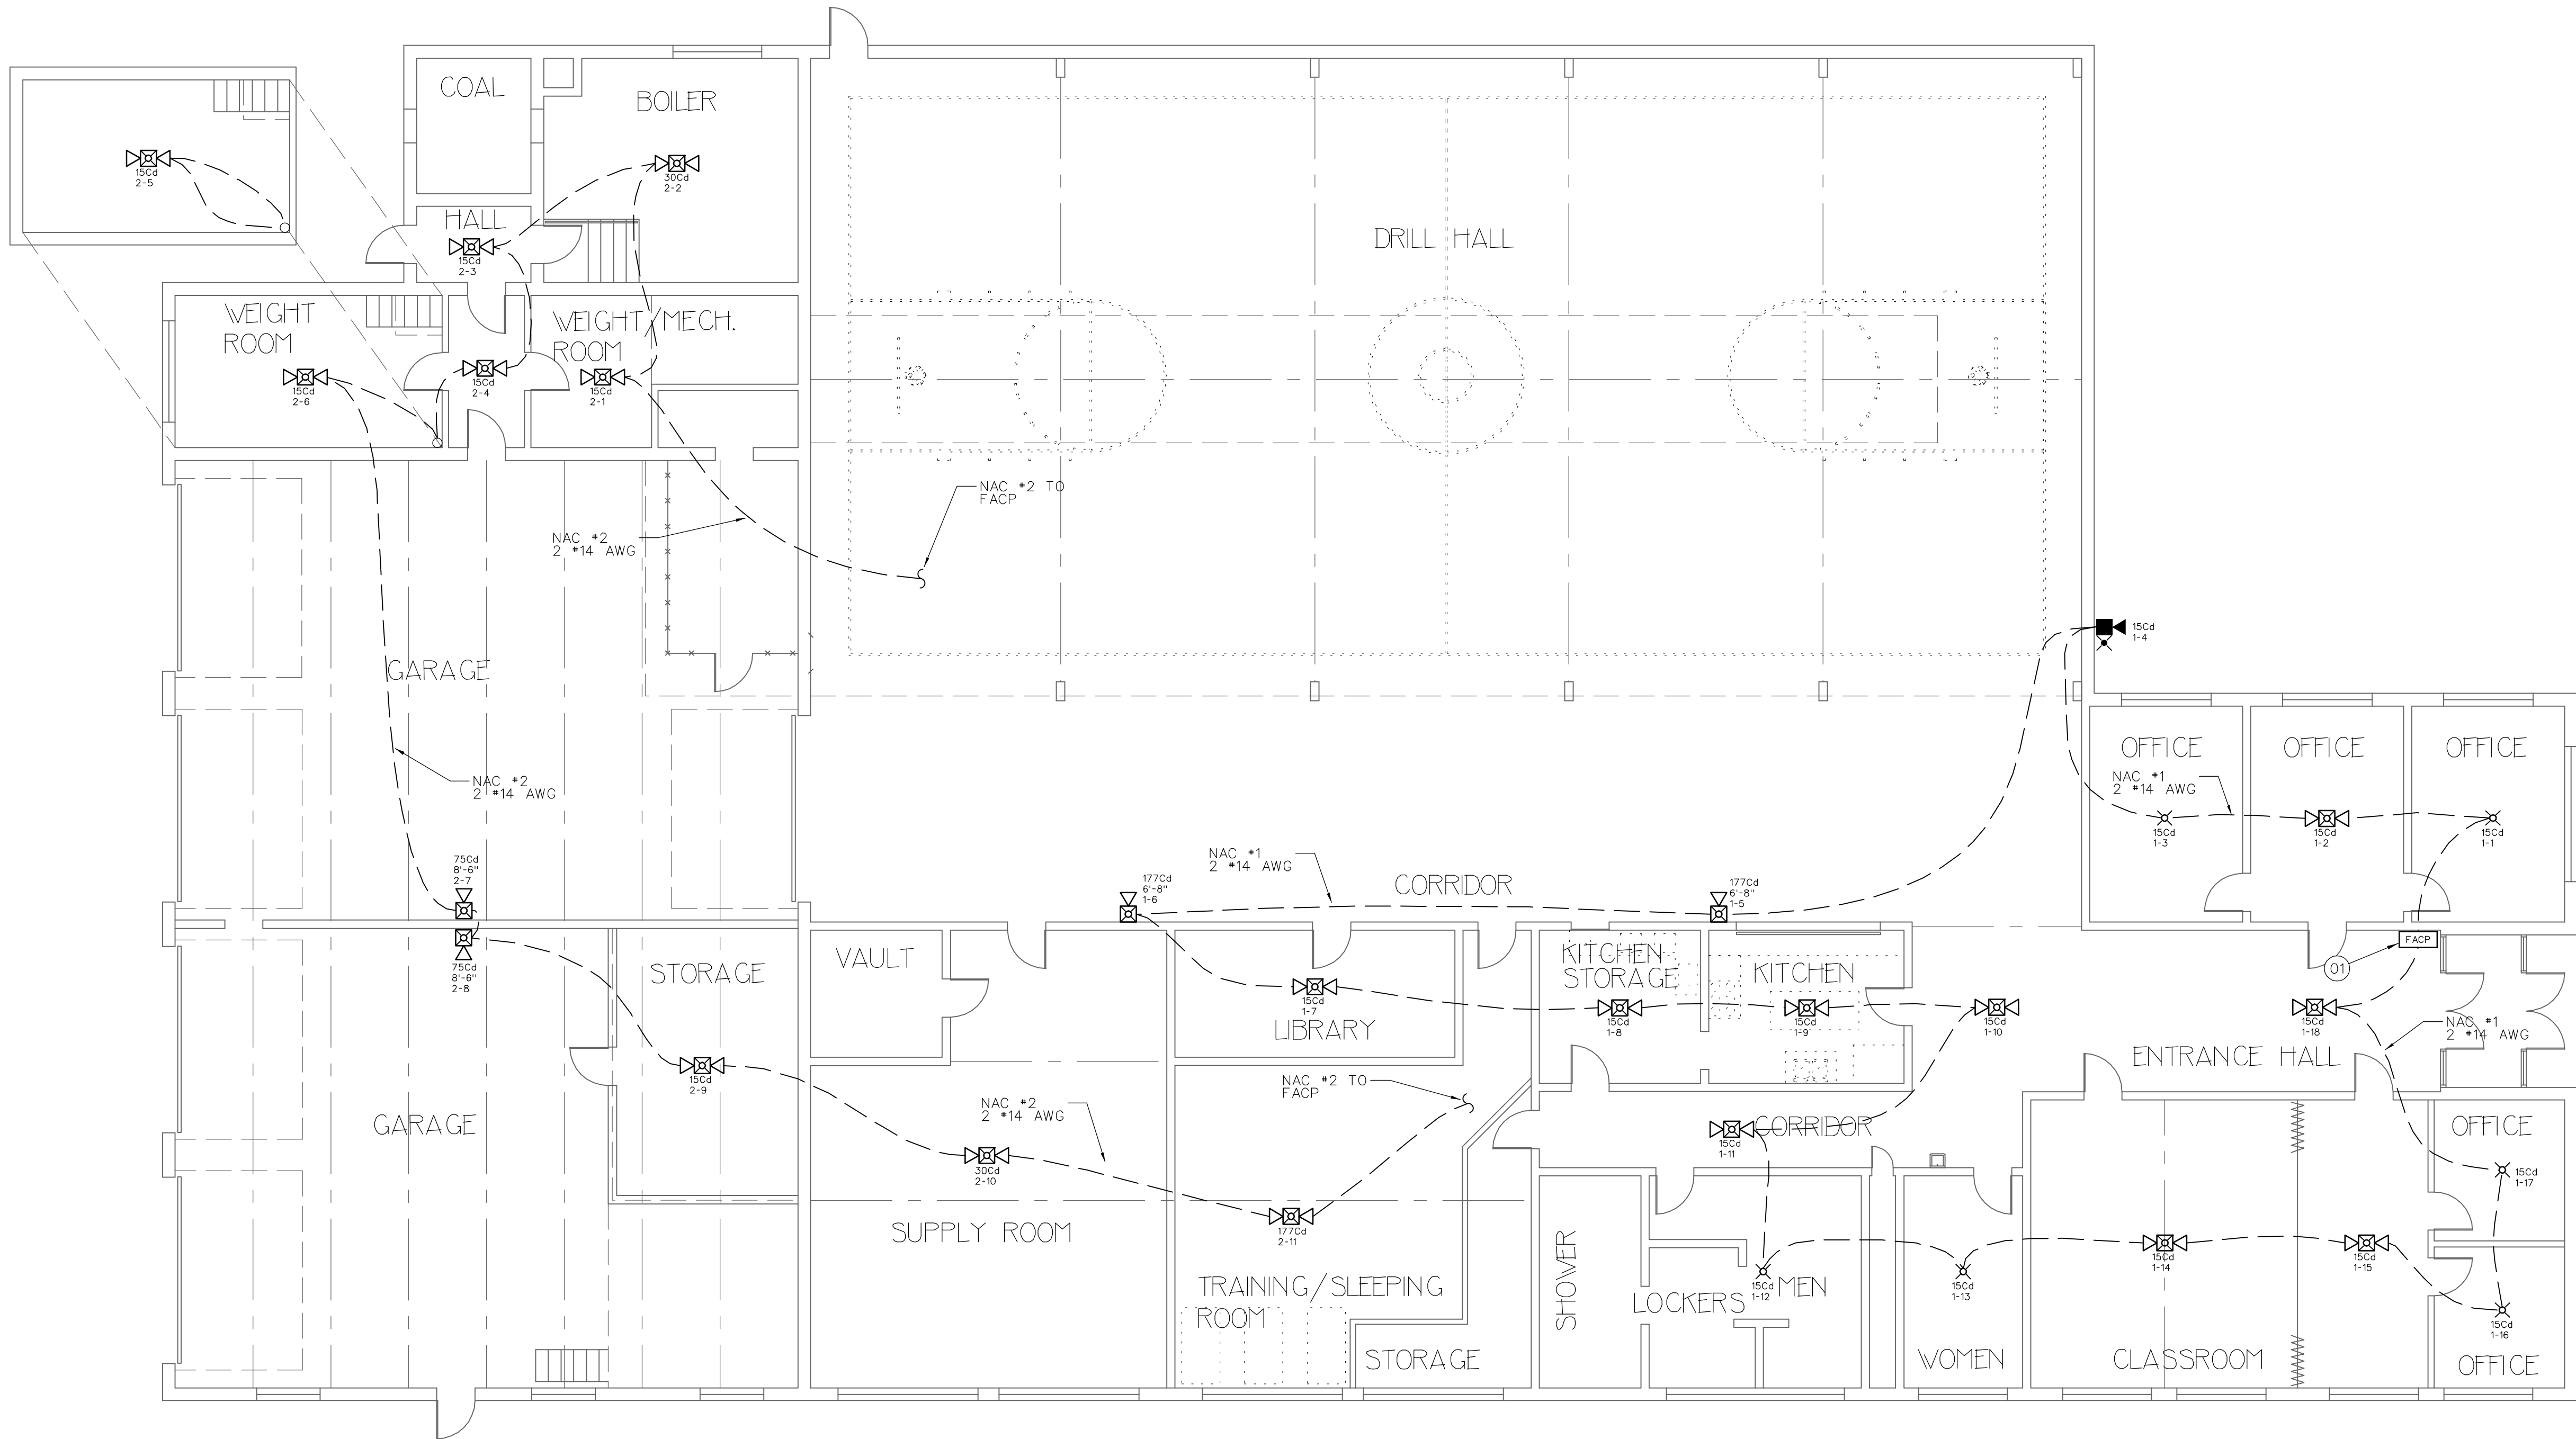 COAL
BOILER
15Cd
2-5
30Cd
2-2
HALL
15Cd
2-3
DRILL HALL
WEIGHT
ROOM
WEIGHT/MECH.
ROOM
15Cd
2-6
15Cd
2-4
15Cd
2-1
NAC #2 TO
FACP
NAC #2
2 #14 AWG
15Cd
1-4
GARAGE
NAC #2
2 #14 AWG
OFFICE
OFFICE
OFFICE
NAC #1
2 #14 AWG
15Cd
1-3
15Cd
1-2
15Cd
1-1
75Cd
8'-6"
2-7
NAC #1
2 #14 AWG
177Cd
6'-8"
1-6
CORRIDOR
177Cd
6'-8"
1-5
FACP
01
75Cd
8'-6"
2-8
STORAGE
VAULT
KITCHEN
STORAGE
KITCHEN
15Cd
1-7
LIBRARY
15Cd
1-8
15Cd
1-9
15Cd
1-10
15Cd
1-18
NAC #1
2 #14 AWG
ENTRANCE HALL
15Cd
2-9
NAC #2 TO
FACP
NAC #2
2 #14 AWG
GARAGE
CORRIDOR
15Cd
1-11
OFFICE
30Cd
2-10
15Cd
1-17
SUPPLY ROOM
177Cd
2-11
SHOWER
15Cd
1-14
15Cd
1-15
TRAINING/SLEEPING
ROOM
LOCKERS
15Cd
1-12
MEN
15Cd
1-13
15Cd
1-16
STORAGE
WOMEN
CLASSROOM
OFFICE